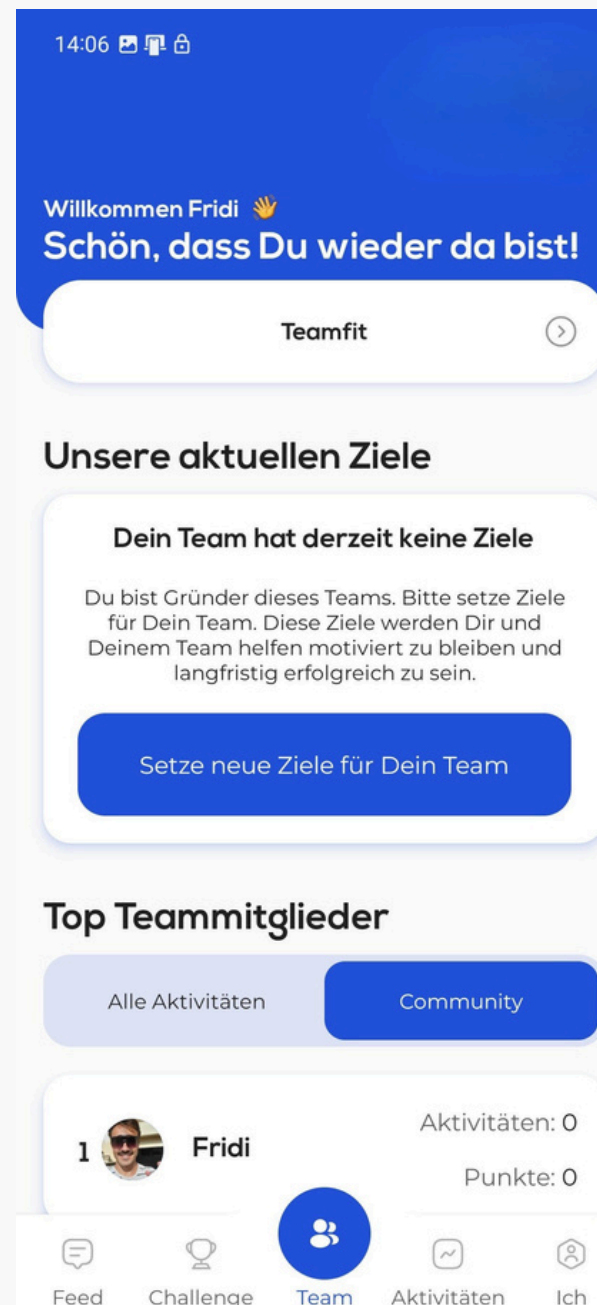 14:06
Willkommen Fridi 👋
Schön, dass Du wieder da bist!
Teamfit
Unsere aktuellen Ziele
Dein Team hat derzeit keine Ziele
Du bist Gründer dieses Teams. Bitte setze Ziele
für Dein Team. Diese Ziele werden Dir und
Deinem Team helfen motiviert zu bleiben und
langfristig erfolgreich zu sein.
Setze neue Ziele für Dein Team
Top Teammitglieder
Alle Aktivitäten Community
1 Fridi Aktivitäten: 0
Punkte: 0
Feed Challenge Team Aktivitäten Ich